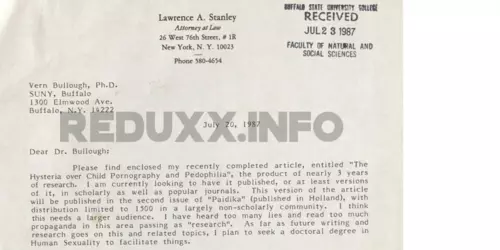 Lawrence A. Stanley
Attorney at Law
26 West 76th Street, # 1R
New York, N. Y. 10023
Phone 580-4654
BUFFALO STATE UNIVERSITY COLLEGE
RECEIVED
JUL 23 1987
FACULTY OF NATURAL AND
SOCIAL SCIENCES
Vern Bullough, Ph.D.
SUNY, Buffalo
1300 Elmwood Ave.
Buffalo, N.Y. 14222
REDUXX.INFO
July 20, 1987
Dear Dr. Bullough:
Please find enclosed my recently completed article, entitled "The
Hysteria over Child Pornography and Pedophilia", the product of nearly 3 years
of research. I am currently looking to have it published, or at least versions
of it, in scholarly as well as popular journals. This version of the article
will be published in the second issue of "Paidika" (published in Holland), with
distribution limited to 1500 in a largely non-scholarly community. I think
this needs a larger audience. I have heard too many lies and read too much
propaganda in this area passing as "research". As far as future writing and
research goes on this and related topics, I plan to seek a doctoral degree in
Human Sexuality to facilitate things.